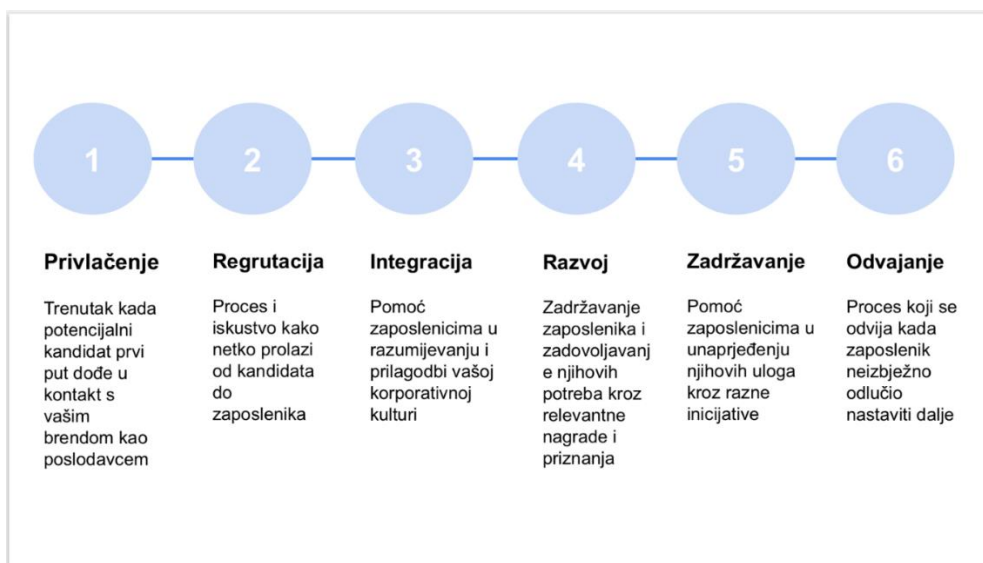 1
2
3
4
5
6
Privlačenje
Trenutak kada
potencijalni
kandidat prvi
put dođe u
kontakt s
vašim
brendom kao
poslodavcem
Regrutacija
Proces i
iskustvo kako
netko prolazi
od kandidata
do
zaposlenika
Integracija
Pomoć
zaposlenicima u
razumijevanju i
prilagodbi vašoj
korporativnoj
kulturi
Razvoj
Zadržavanje
zaposlenika i
zadovoljavanj
e njihovih
potreba kroz
relevantne
nagrade i
priznanja
Zadržavanje
Pomoć
zaposlenicima u
unaprjeđenju
njihovih uloga
kroz razne
inicijative
Odvajanje
Proces koji se
odvija kada
zaposlenik
neizbježno
odlučio
nastaviti dalje